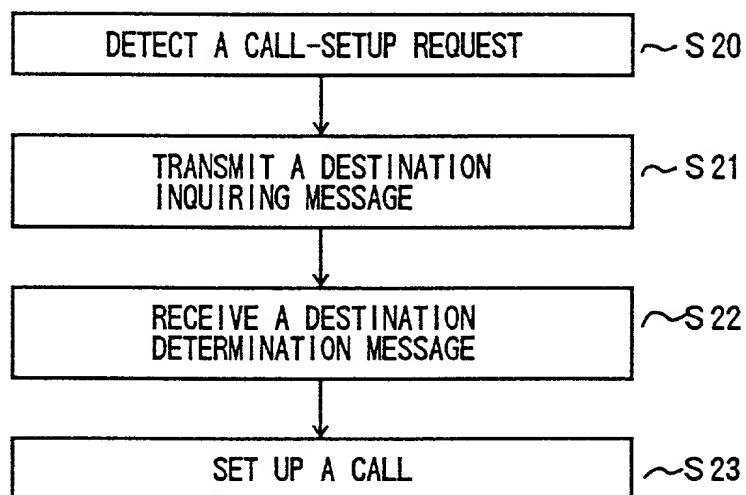 DETECT A CALL-SETUP REQUEST ~ S20
TRANSMIT A DESTINATION ~ S21
INQUIRING MESSAGE
RECEIVE A DESTINATION ~ S22
DETERMINATION MESSAGE
SET UP A CALL ~ S23